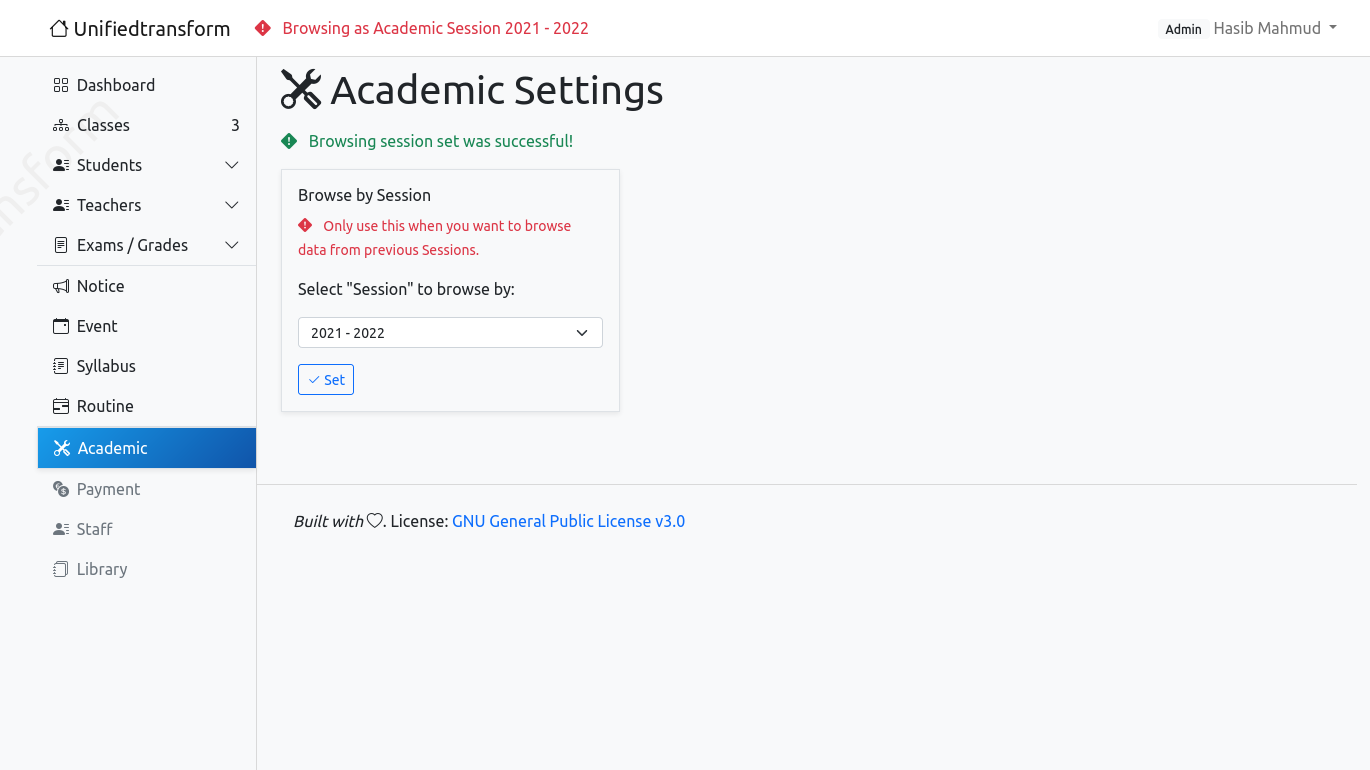 Unifiedtransform
Browsing as Academic Session 2021 - 2022
Admin Hasib Mahmud
Dashboard
Classes 3
Students
Teachers
Exams / Grades
Notice
Event
Syllabus
Routine
Academic
Payment
Staff
Library
Academic Settings
Browsing session set was successful!
Browse by Session
Only use this when you want to browse
data from previous Sessions.
Select "Session" to browse by:
2021 - 2022
Set
Built with. License: GNU General Public License v3.0